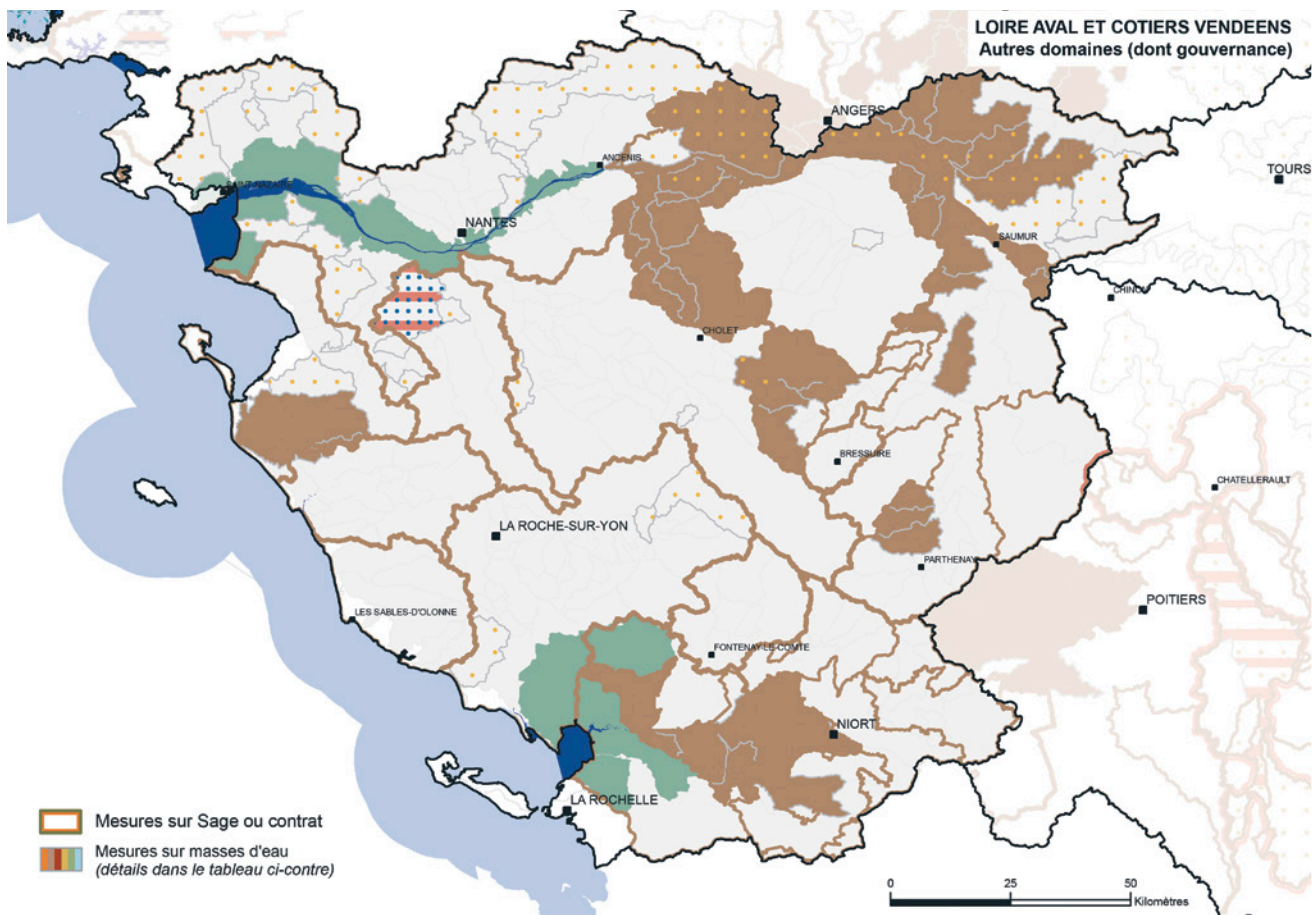 LOIRE AVAL ET COTIERS VENDEENS
Autres domaines (dont gouvernance)
ANGERS
ANCENIS
TOURS
SAINT-NAZAIRE
NANTES
SAUMUR
CHINON
CHOLET
BRESSUIRE
CHATELLERAULT
LA ROCHE-SUR-YON
PARTHENAY
POITIERS
LES SABLES-D'OLONNE
FONTENAY-LE-COMTE
NIORT
LA ROCHELLE
Mesures sur Sage ou contrat
Mesures sur masses d'eau
(détails dans le tableau ci-contre)
0 25 50
Kilomètres